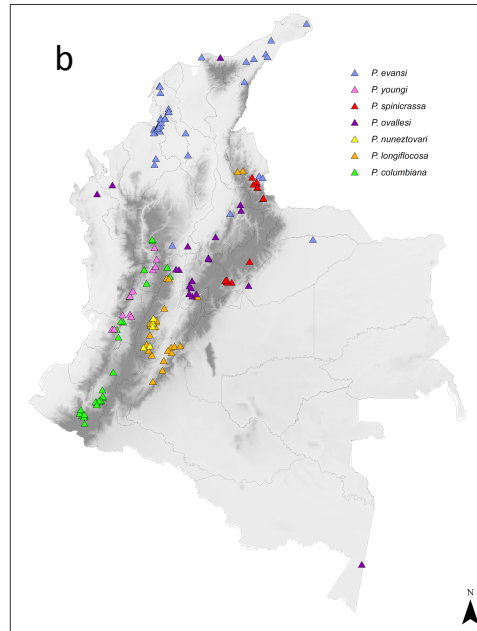 b
P. evansi
P. youngi
P. spinicrassa
P. ovallesi
P. nuneztovari
P. longiflocosa
P. columbiana
N